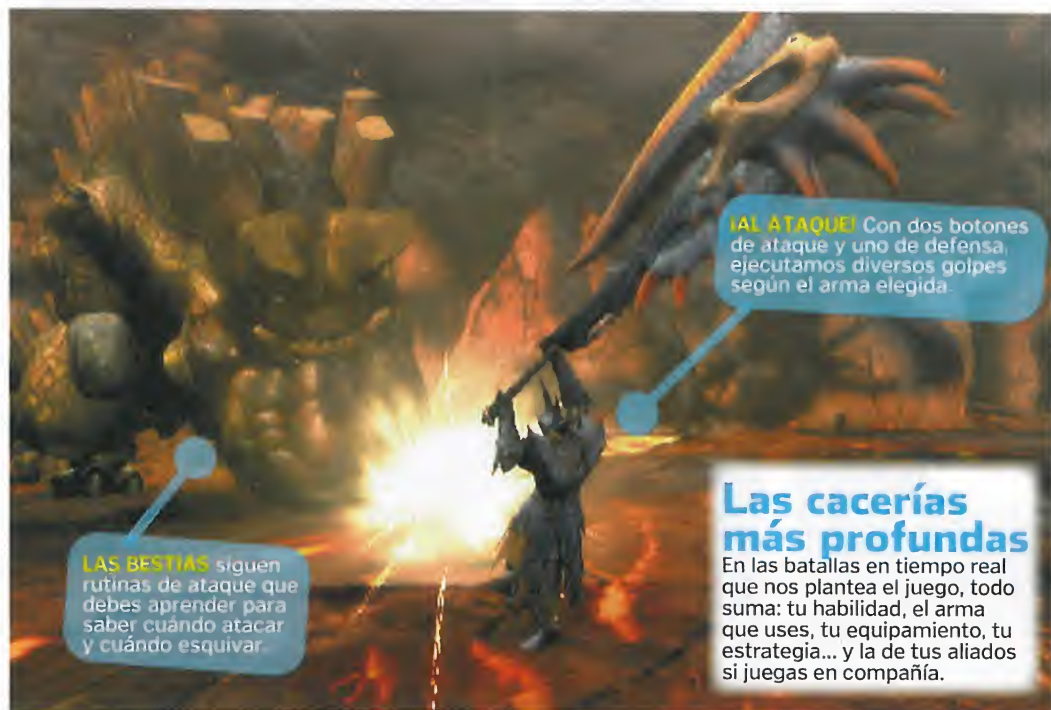 ¡AL ATAQUE! Con dos botones
de ataque y uno de defensa,
ejecutamos diversos golpes
según el arma elegida.
LAS BESTIAS siguen
rutinas de ataque que
debes aprender para
saber cuándo atacar
y cuándo esquivar.
Las cacerías
más profundas
En las batallas en tiempo real
que nos plantea el juego, todo
suma: tu habilidad, el arma
que uses, tu equipamiento, tu
estrategia... y la de tus aliados
si juegas en compañía.